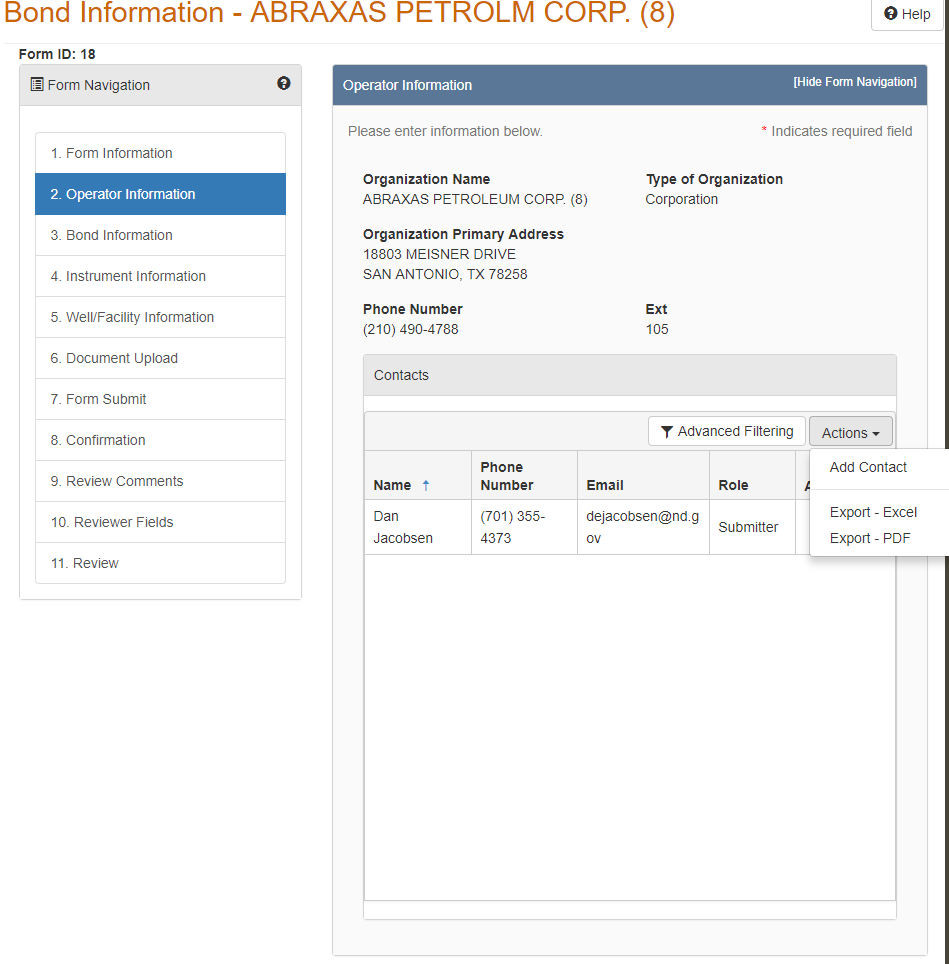 Bond Information - ABRAXAS PETROLM CORP. (8)
Help
Form ID: 18
Form Navigation
1. Form Information
2. Operator Information
3. Bond Information
4. Instrument Information
5. Well/Facility Information
6. Document Upload
7. Form Submit
8. Confirmation
9. Review Comments
10. Reviewer Fields
11. Review
Operator Information
[Hide Form Navigation]
Please enter information below.
* Indicates required field
Organization Name
ABRAXAS PETROLEUM CORP. (8)
Type of Organization
Corporation
Organization Primary Address
18803 MEISNER DRIVE
SAN ANTONIO, TX 78258
Phone Number
(210) 490-4788
Ext
105
Contacts
Advanced Filtering
Actions
Add Contact
Export - Excel
Export - PDF
Name ↑
Phone
Number
Email
Role
Dan
Jacobsen
(701) 355-
4373
dejacobsen@nd.g
ov
Submitter